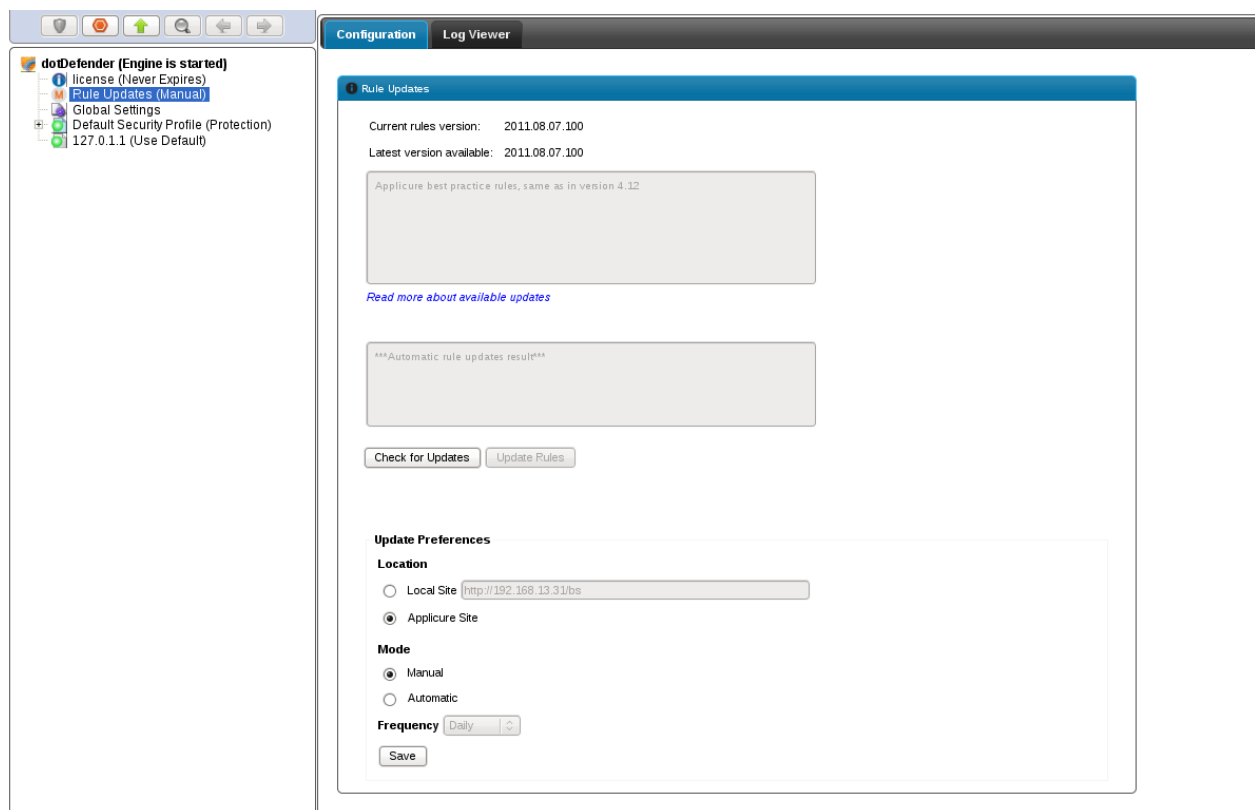 dotDefender (Engine is started)
license (Never Expires)
Rule Updates (Manual)
Global Settings
Default Security Profile (Protection)
127.0.1.1 (Use Default)
Configuration
Log Viewer
Rule Updates
Current rules version: 2011.08.07.100
Latest version available: 2011.08.07.100
Applicure best practice rules, same as in version 4.12
Read more about available updates
***Automatic rule updates result***
Check for Updates
Update Rules
Update Preferences
Location
Local Site http://192.168.13.31/bs
Applicure Site
Mode
Manual
Automatic
Frequency Daily
Save